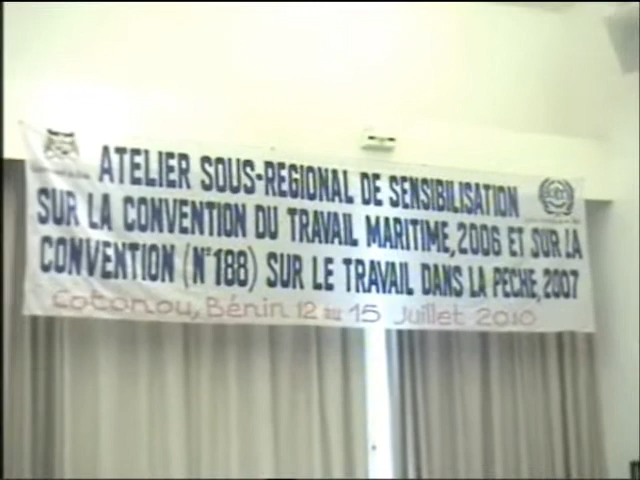 ATELIER SOUS-REGIONAL DE SENSIBILISATION
SUR LA CONVENTION DU TRAVAIL MARITIME, 2006 ET SUR LA
CONVENTION (N°188) SUR LE TRAVAIL DANS LA PECHE, 2007
Cotonou, Bénin 12 au 15 Juillet 2010